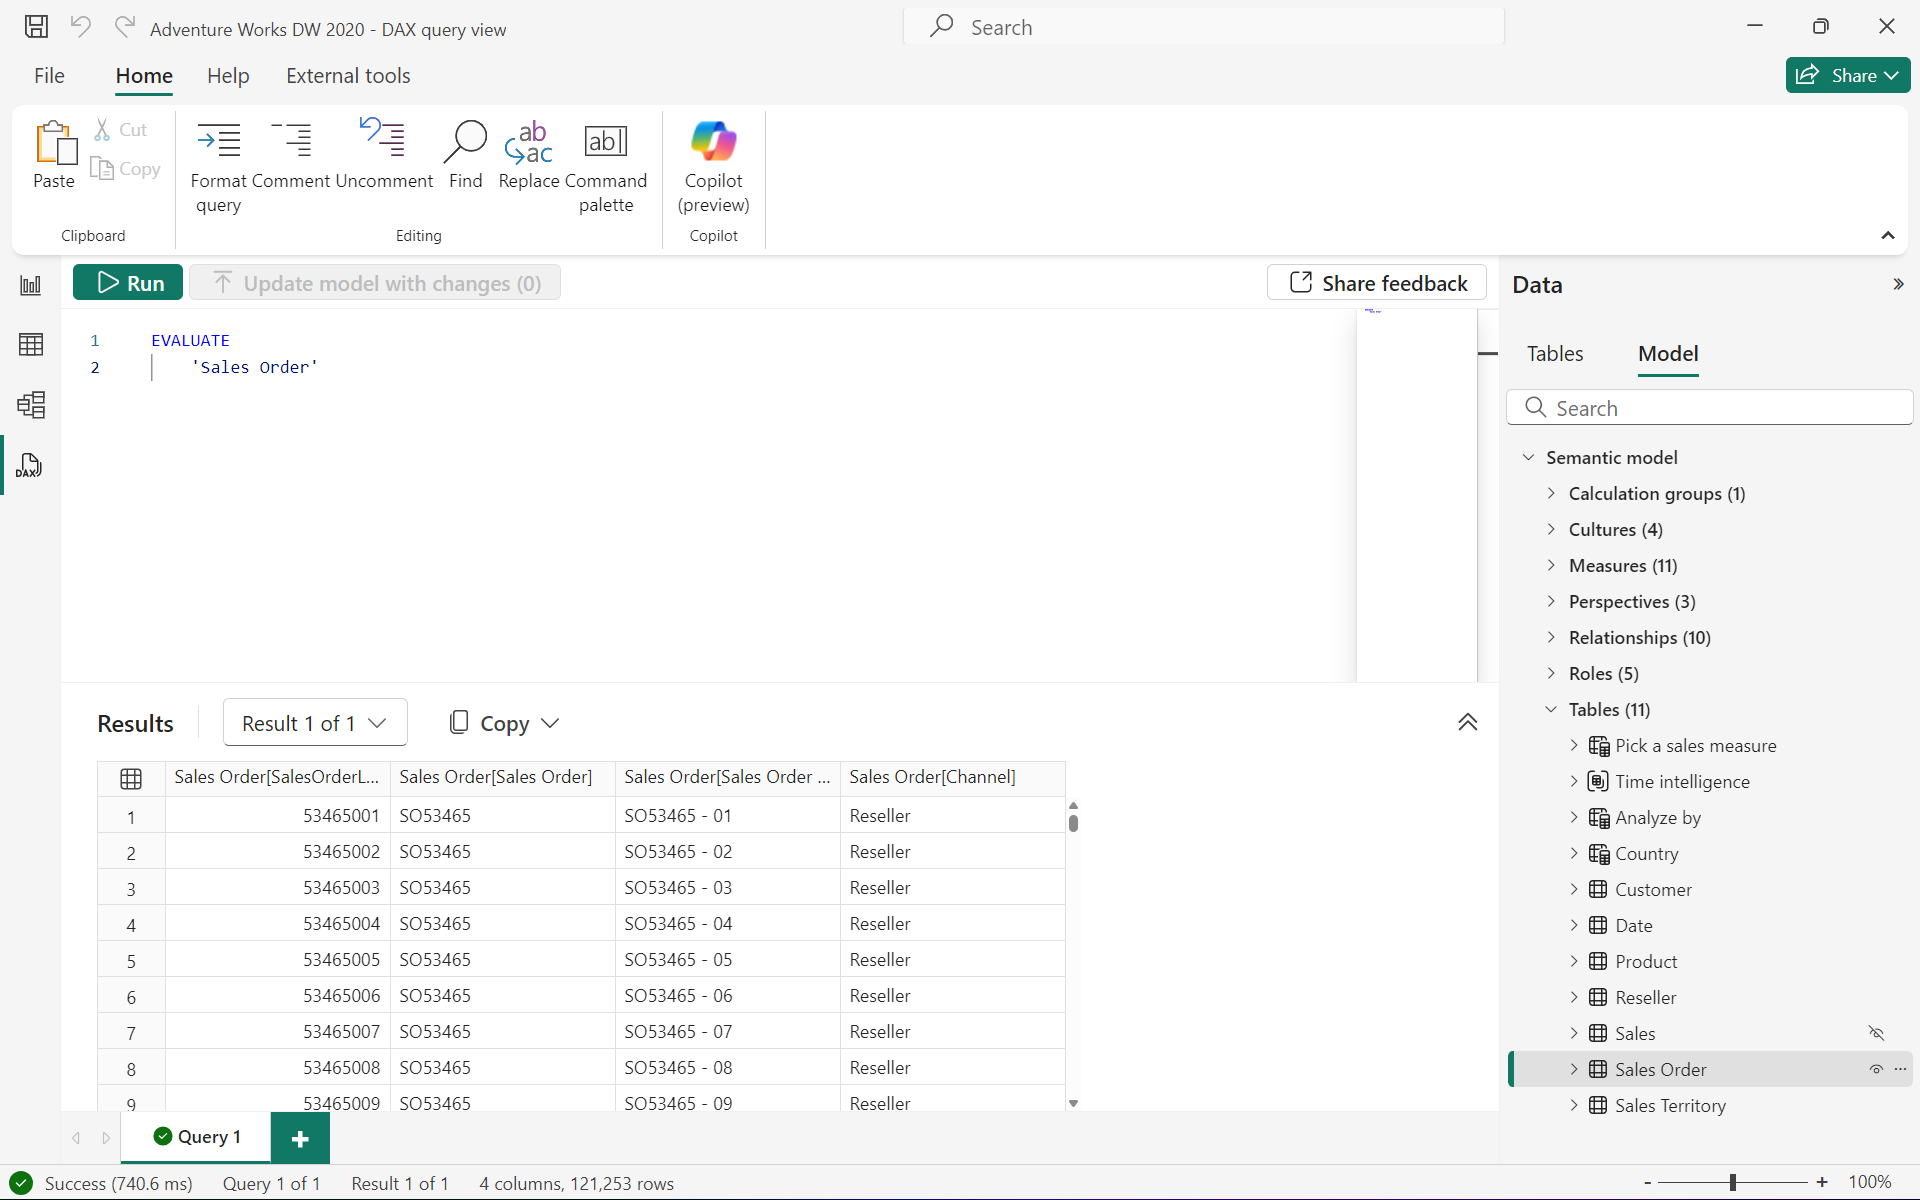 Adventure Works DW 2020 - DAX query view
Search
File Home Help External tools
Share
Paste
Cut
Copy
Clipboard
Format query
Comment
Uncomment
Find
Replace
Command palette
Editing
Copilot (preview)
Copilot
Run
Update model with changes (0)
Share feedback
1 EVALUATE
2 'Sales Order'
Results
Result 1 of 1
Copy
Sales Order[SalesOrderL... Sales Order[Sales Order] Sales Order[Sales Order ... Sales Order[Channel]
1 53465001 SO53465 SO53465 - 01 Reseller
2 53465002 SO53465 SO53465 - 02 Reseller
3 53465003 SO53465 SO53465 - 03 Reseller
4 53465004 SO53465 SO53465 - 04 Reseller
5 53465005 SO53465 SO53465 - 05 Reseller
6 53465006 SO53465 SO53465 - 06 Reseller
7 53465007 SO53465 SO53465 - 07 Reseller
8 53465008 SO53465 SO53465 - 08 Reseller
9 53465009 SO53465 SO53465 - 09 Reseller
Query 1
Data
Tables Model
Search
Semantic model
Calculation groups (1)
Cultures (4)
Measures (11)
Perspectives (3)
Relationships (10)
Roles (5)
Tables (11)
Pick a sales measure
Time intelligence
Analyze by
Country
Customer
Date
Product
Reseller
Sales
Sales Order
Sales Territory
Success (740.6 ms) Query 1 of 1 Result 1 of 1 4 columns, 121,253 rows
- + 100%